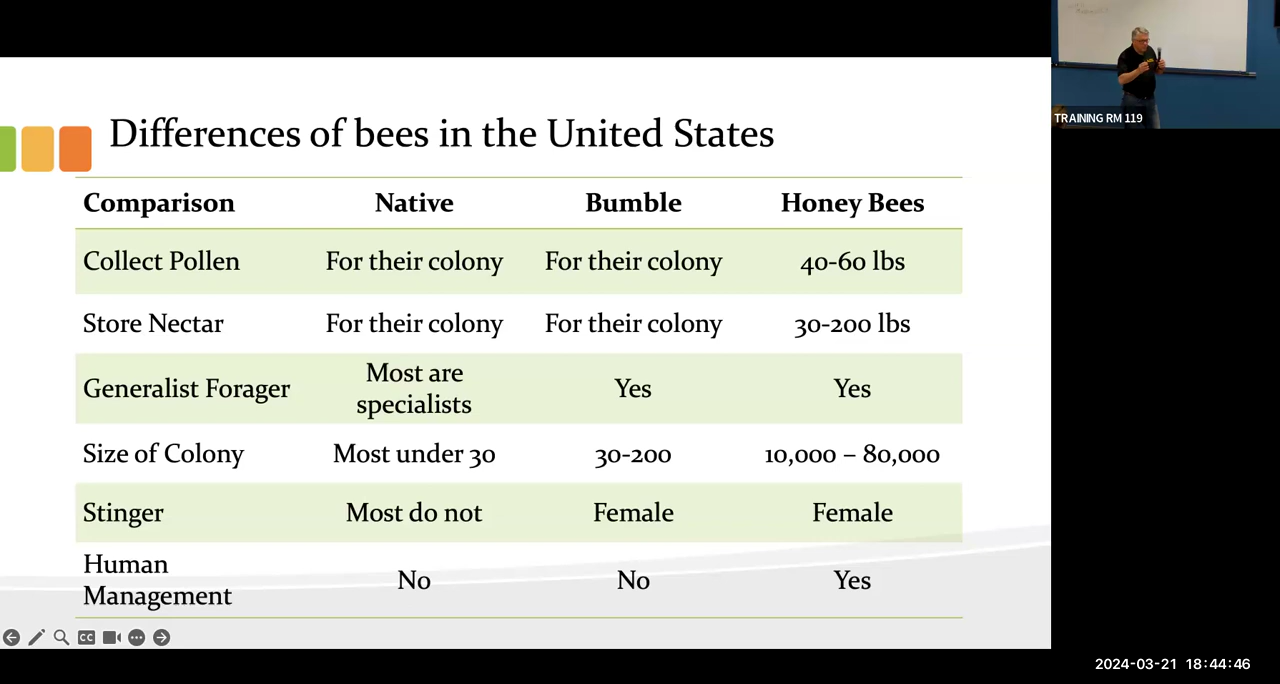 Differences of bees in the United States
Comparison Native Bumble Honey Bees
Collect Pollen For their colony For their colony 40-60 lbs
Store Nectar For their colony For their colony 30-200 lbs
Generalist Forager Most are specialists Yes Yes
Size of Colony Most under 30 30-200 10,000 – 80,000
Stinger Most do not Female Female
Human Management No No Yes
CC
TRAINING RM 119
2024-03-21 18:44:46